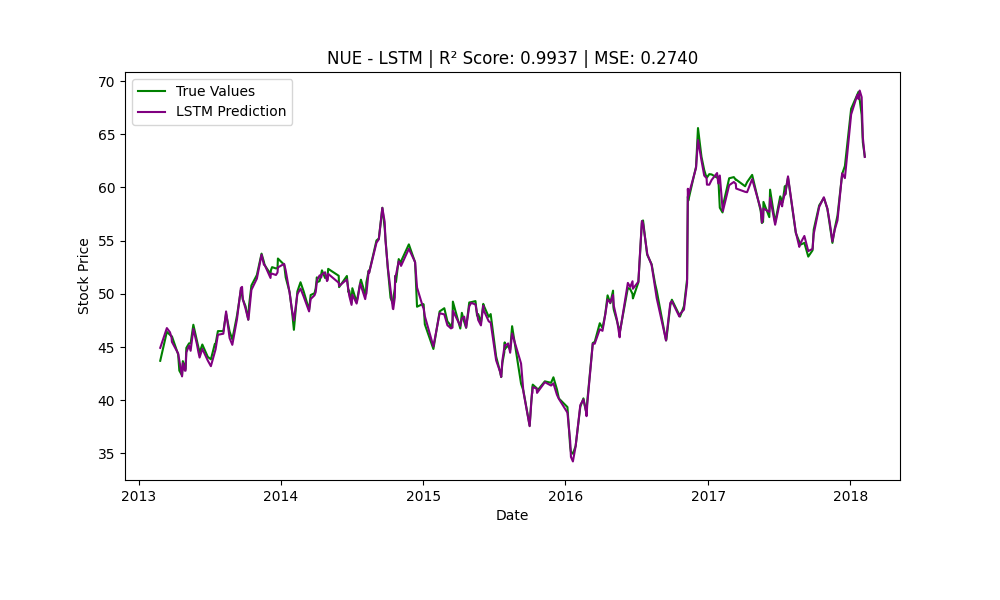 NUE - LSTM | R² Score: 0.9937 | MSE: 0.2740
True Values
LSTM Prediction
70
65
60
55
50
45
40
35
Stock Price
2013 2014 2015 2016 2017 2018
Date